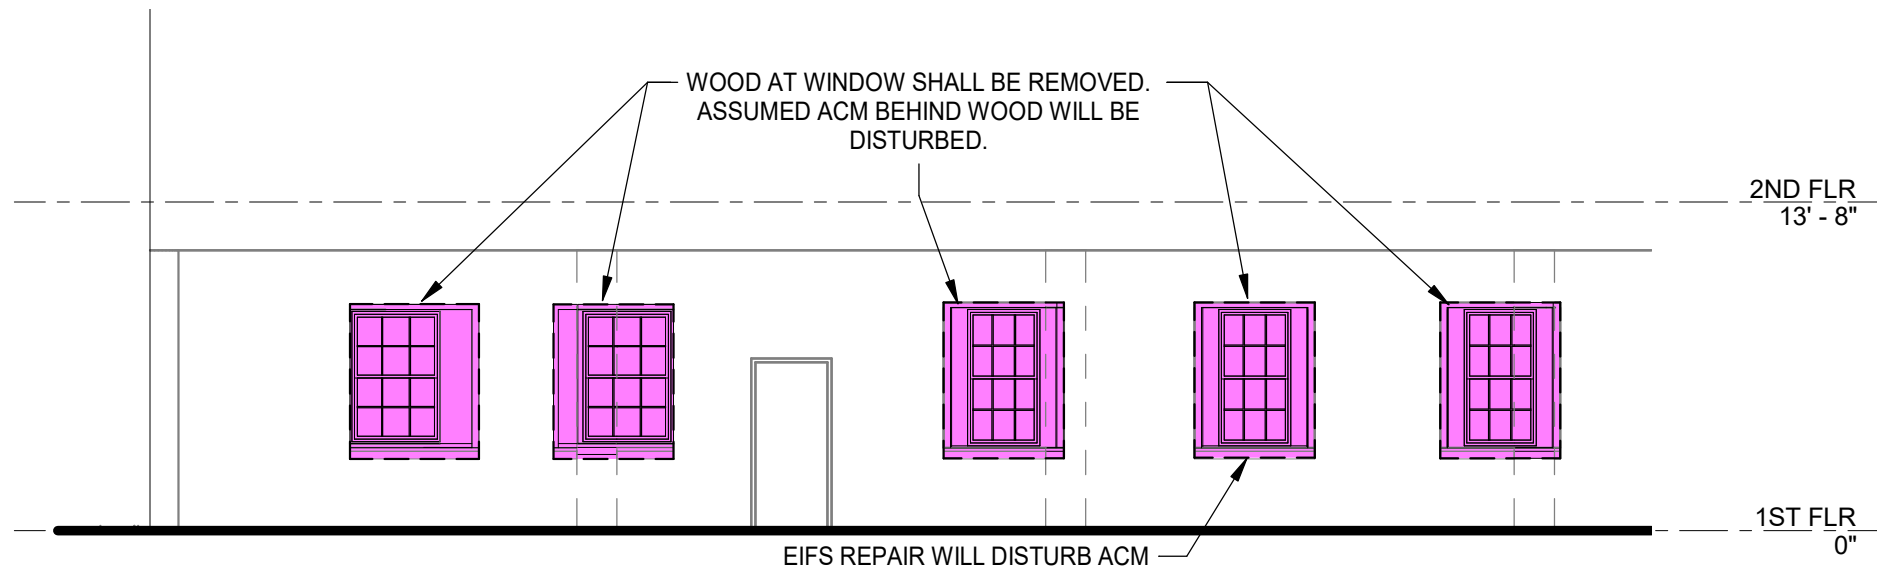 WOOD AT WINDOW SHALL BE REMOVED.
ASSUMED ACM BEHIND WOOD WILL BE
DISTURBED.
2ND FLR
13' - 8"
1ST FLR
0"
EIFS REPAIR WILL DISTURB ACM